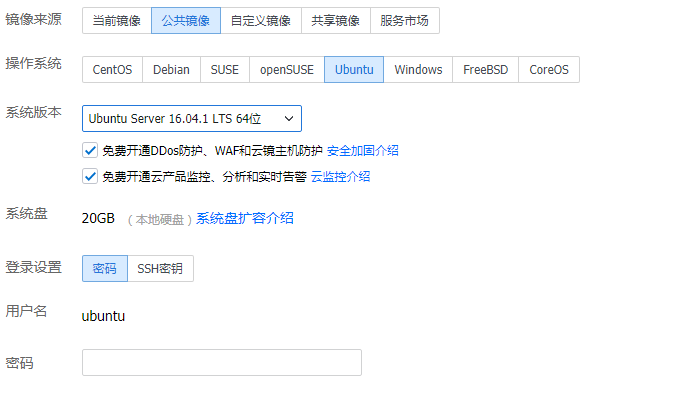 镜像来源 当前镜像 公共镜像 自定义镜像 共享镜像 服务市场
操作系统 CentOS Debian SUSE openSUSE Ubuntu Windows FreeBSD CoreOS
系统版本 Ubuntu Server 16.04.1 LTS 64位
免费开通DDos防护、WAF和云镜主机防护 安全加固介绍
免费开通云产品监控、分析和实时告警 云监控介绍
系统盘 20GB （本地硬盘）系统盘扩容介绍
登录设置 密码 SSH密钥
用户名 ubuntu
密码